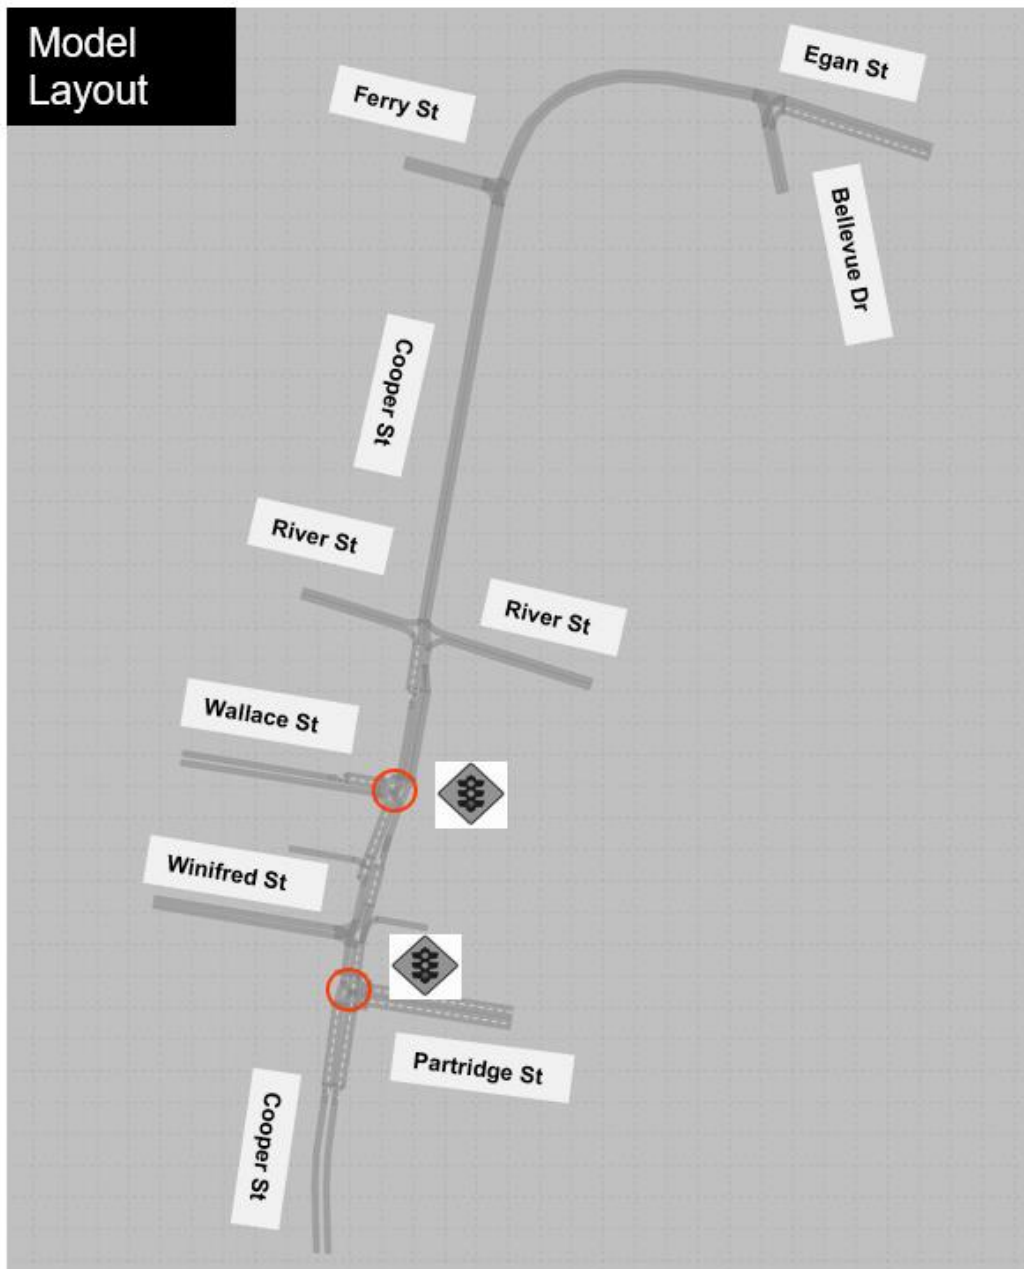 Model
Layout
Egan St
Ferry St
Bellevue Dr
Cooper St
River St
River St
Wallace St
Winifred St
Partridge St
Cooper St